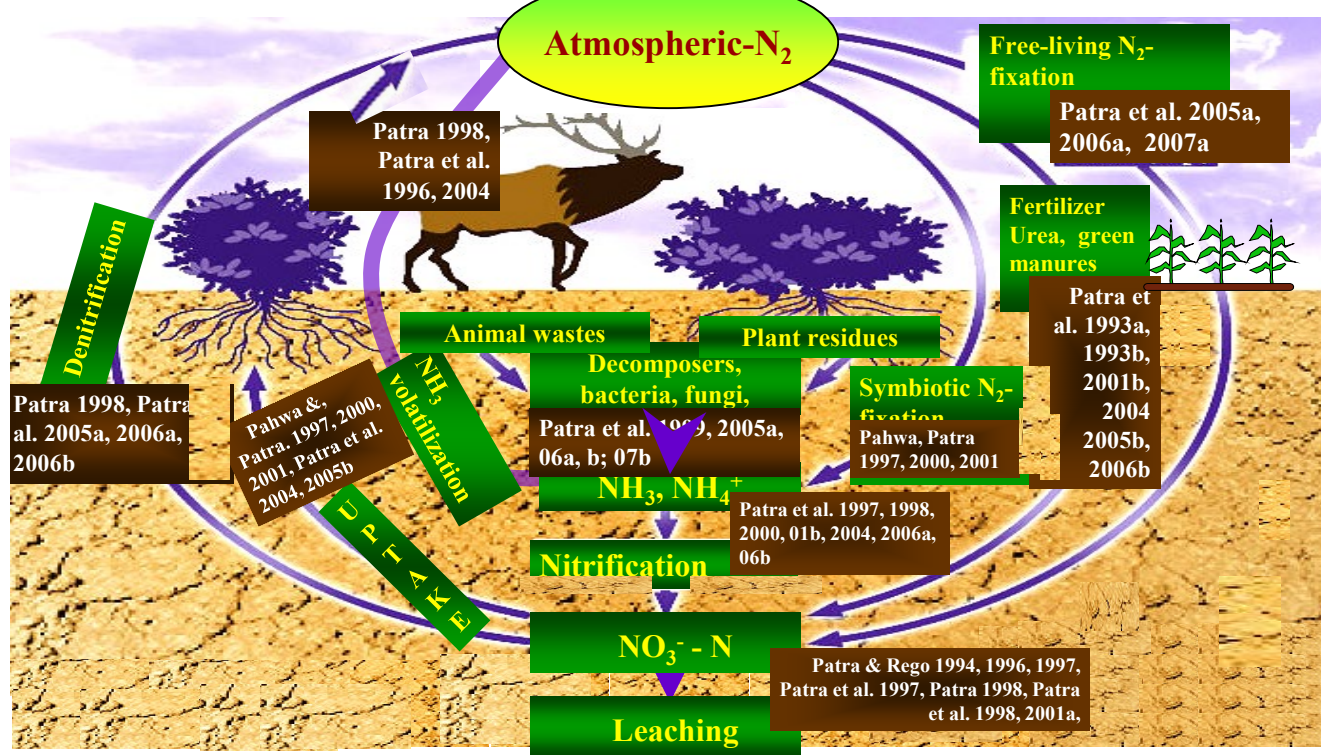 Atmospheric-N₂
Free-living N₂-
fixation
Patra et al. 2005a,
2006a, 2007a
Patra 1998,
Patra et al.
1996, 2004
Fertilizer
Urea, green
manures
Patra et
al. 1993a,
1993b,
2001b,
2004
2005b,
2006b
Denitrification
Patra 1998, Patra
al. 2005a, 2006a,
2006b
Animal wastes
Plant residues
Decomposers,
bacteria, fungi,
Patra et al. 1999, 2005a,
06a, b; 07b
NH₃
volatilization
Pahwa &,
Patra. 1997, 2000,
2001, Patra et al.
2004, 2005b
UPTAKE
Symbiotic N₂-
fixation
Pahwa, Patra
1997, 2000, 2001
NH₃, NH₄⁺
Patra et al. 1997, 1998,
2000, 01b, 2004, 2006a,
06b
Nitrification
NO₃⁻ - N
Patra & Rego 1994, 1996, 1997,
Patra et al. 1997, Patra 1998, Patra
et al. 1998, 2001a,
Leaching